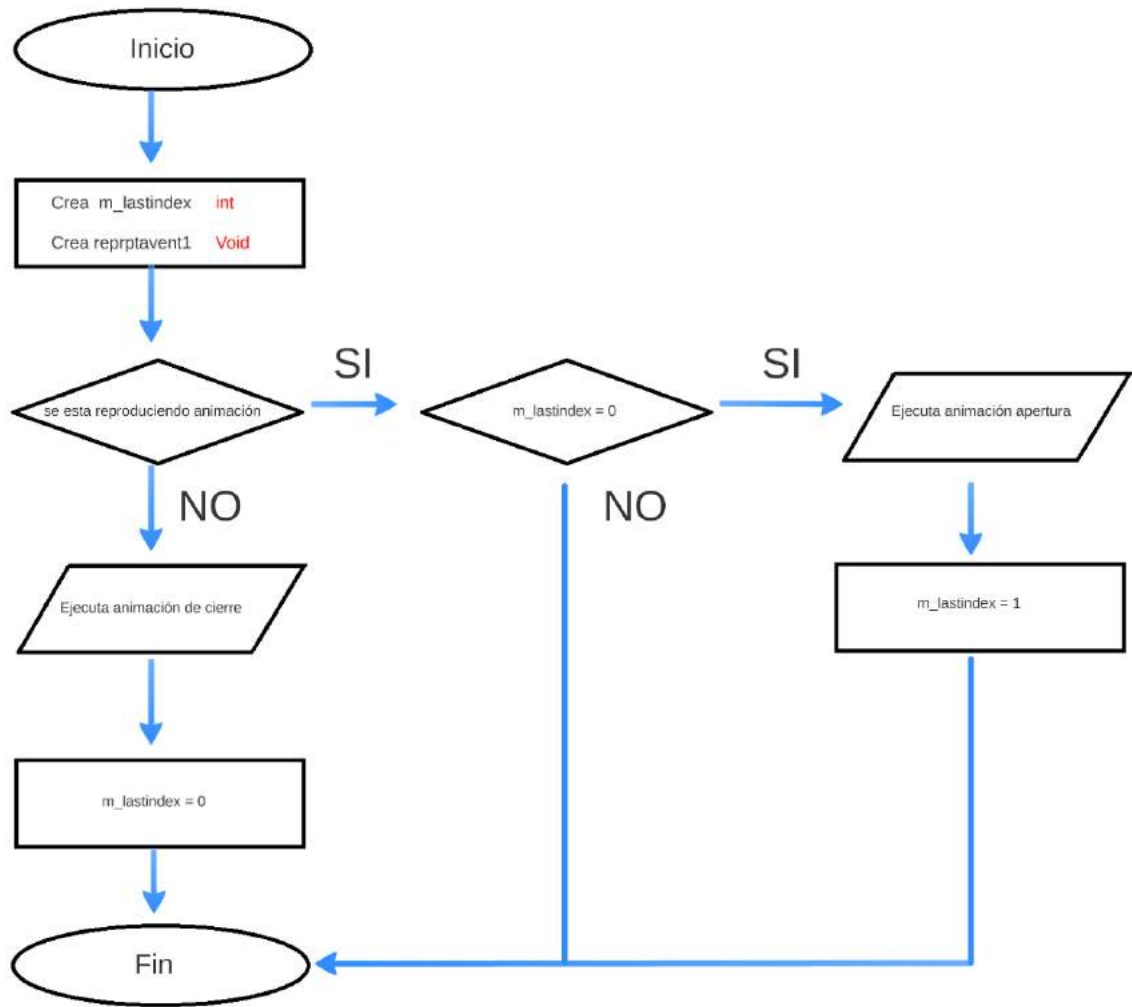 Inicio
Crea m_lastindex int
Crea reprptavent1 Void
SI
SI
se esta reproduciendo animación
m_lastindex = 0
Ejecuta animación apertura
NO
NO
Ejecuta animación de cierre
m_lastindex = 1
m_lastindex = 0
Fin